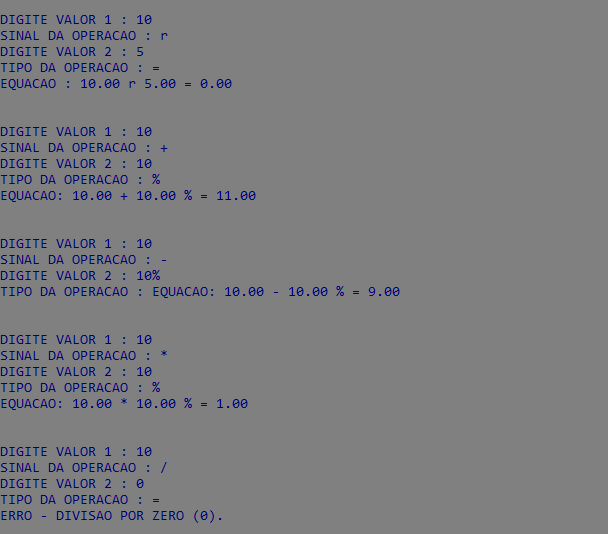 DIGITE VALOR 1 : 10
SINAL DA OPERACAO : r
DIGITE VALOR 2 : 5
TIPO DA OPERACAO : =
EQUACAO : 10.00 r 5.00 = 0.00
DIGITE VALOR 1 : 10
SINAL DA OPERACAO : +
DIGITE VALOR 2 : 10
TIPO DA OPERACAO : %
EQUACAO: 10.00 + 10.00 % = 11.00
DIGITE VALOR 1 : 10
SINAL DA OPERACAO : -
DIGITE VALOR 2 : 10%
TIPO DA OPERACAO : EQUACAO: 10.00 - 10.00 % = 9.00
DIGITE VALOR 1 : 10
SINAL DA OPERACAO : *
DIGITE VALOR 2 : 10
TIPO DA OPERACAO : %
EQUACAO: 10.00 * 10.00 % = 1.00
DIGITE VALOR 1 : 10
SINAL DA OPERACAO : /
DIGITE VALOR 2 : 0
TIPO DA OPERACAO : =
ERRO - DIVISAO POR ZERO (0).